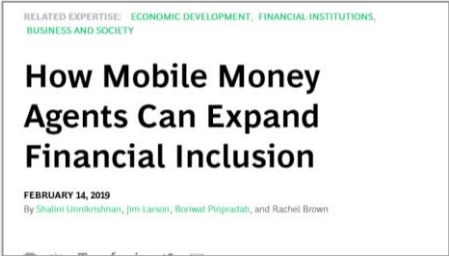 RELATED EXPERTISE: ECONOMIC DEVELOPMENT, FINANCIAL INSTITUTIONS,
BUSINESS AND SOCIETY
How Mobile Money
Agents Can Expand
Financial Inclusion
FEBRUARY 14, 2019
By Shalini Unnikrishnan, Jim Larson, Boriwat Pinpradab, and Rachel Brown